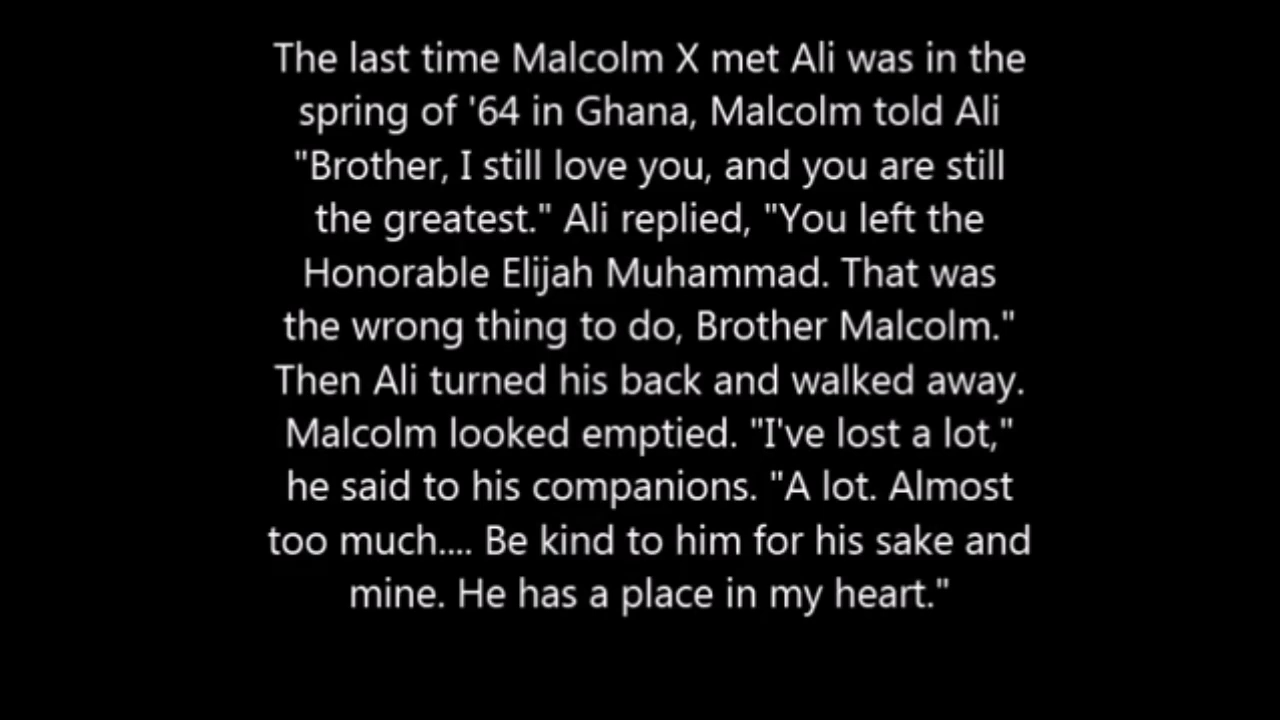 The last time Malcolm X met Ali was in the
spring of '64 in Ghana, Malcolm told Ali
"Brother, I still love you, and you are still
the greatest." Ali replied, "You left the
Honorable Elijah Muhammad. That was
the wrong thing to do, Brother Malcolm."
Then Ali turned his back and walked away.
Malcolm looked emptied. "I've lost a lot,"
he said to his companions. "A lot. Almost
too much.... Be kind to him for his sake and
mine. He has a place in my heart."